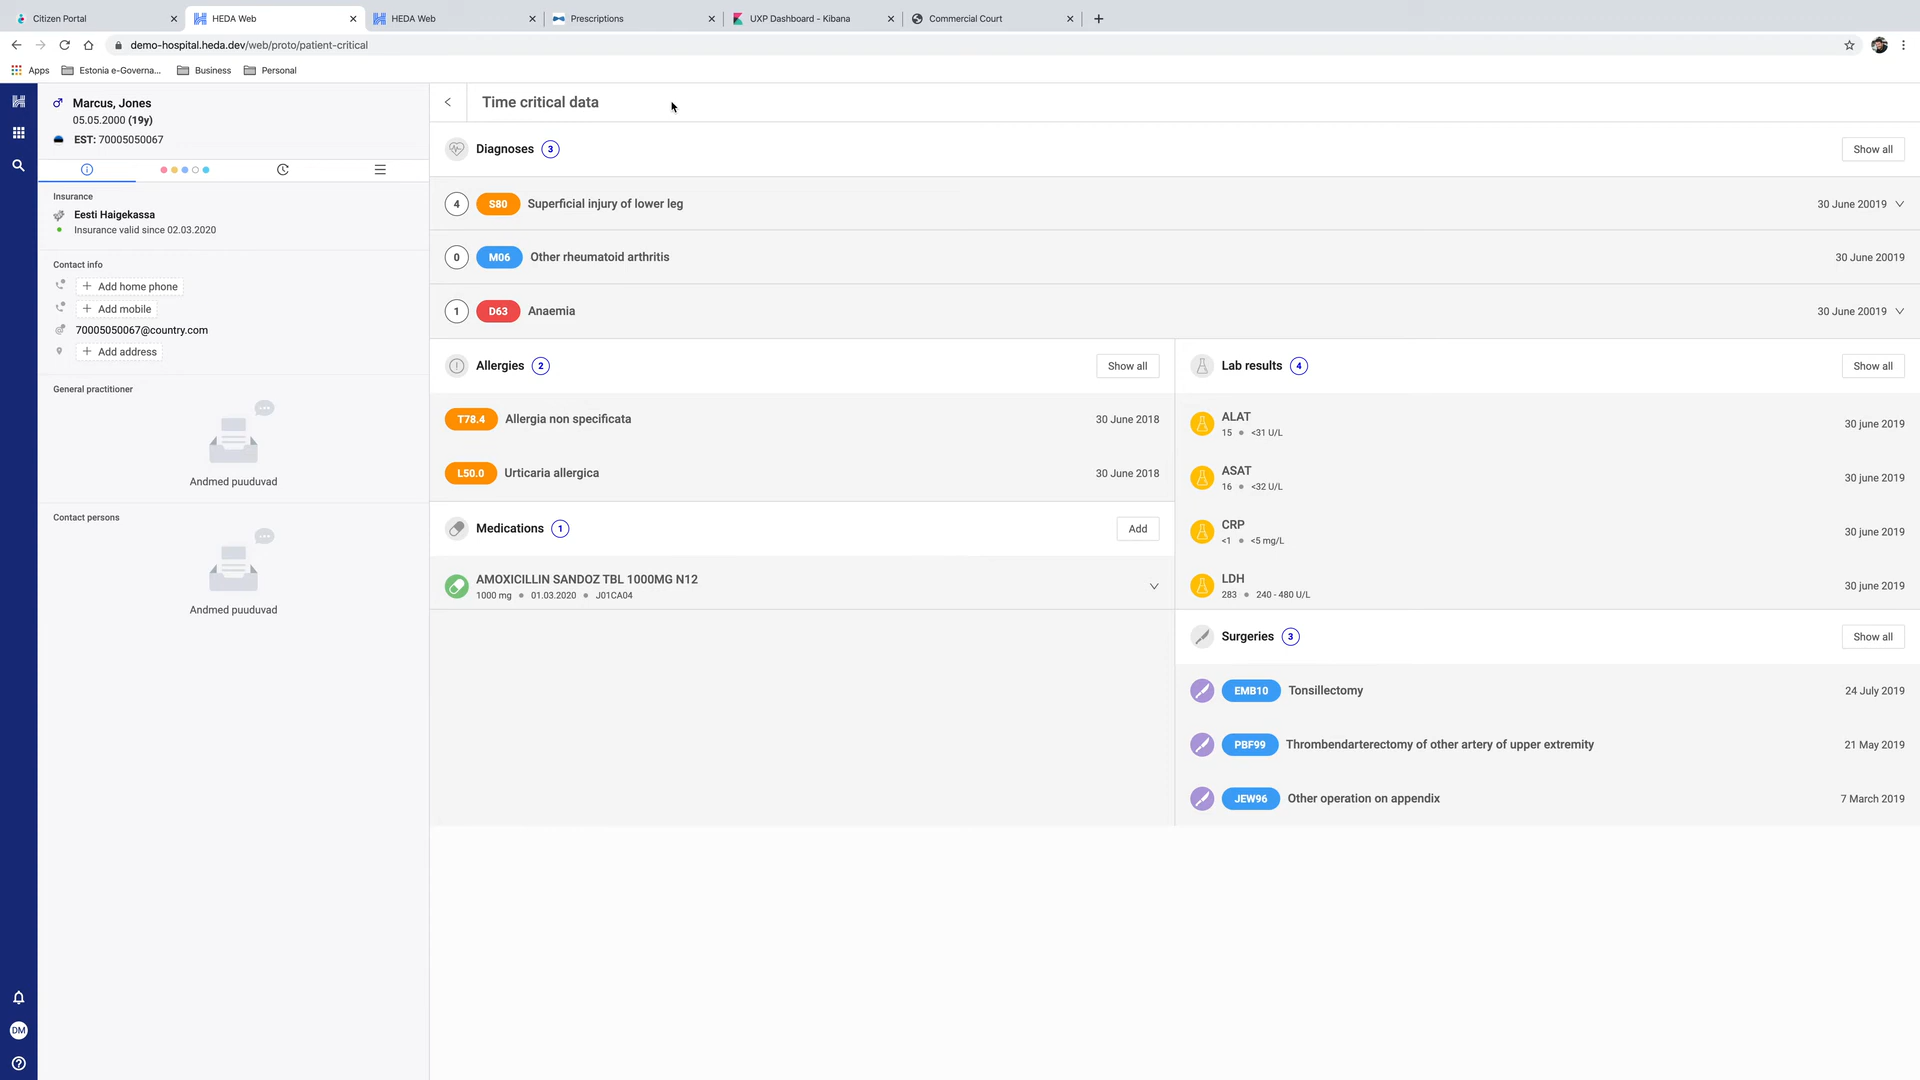 Citizen Portal
HEDA Web
HEDA Web
Prescriptions
UXP Dashboard - Kibana
Commercial Court
demo-hospital.heda.dev/web/proto/patient-critical
Apps
Estonia e-Governa...
Business
Personal
Marcus, Jones
05.05.2000 (19y)
EST: 70005050067
Insurance
Eesti Haigekassa
Insurance valid since 02.03.2020
Contact info
+ Add home phone
+ Add mobile
70005050067@country.com
+ Add address
General practitioner
Andmed puuduvad
Contact persons
Andmed puuduvad
DM
Time critical data
Diagnoses 3
Show all
4 S80 Superficial injury of lower leg 30 June 20019
0 M06 Other rheumatoid arthritis 30 June 20019
1 D63 Anaemia 30 June 20019
Allergies 2
Show all
T78.4 Allergia non specificata 30 June 2018
L50.0 Urticaria allergica 30 June 2018
Medications 1
Add
AMOXICILLIN SANDOZ TBL 1000MG N12
1000 mg • 01.03.2020 • J01CA04
Lab results 4
Show all
ALAT
15 • <31 U/L
30 june 2019
ASAT
16 • <32 U/L
30 june 2019
CRP
<1 • <5 mg/L
30 june 2019
LDH
283 • 240 - 480 U/L
30 june 2019
Surgeries 3
Show all
EMB10 Tonsillectomy 24 July 2019
PBF99 Thrombendarterectomy of other artery of upper extremity 21 May 2019
JEW96 Other operation on appendix 7 March 2019